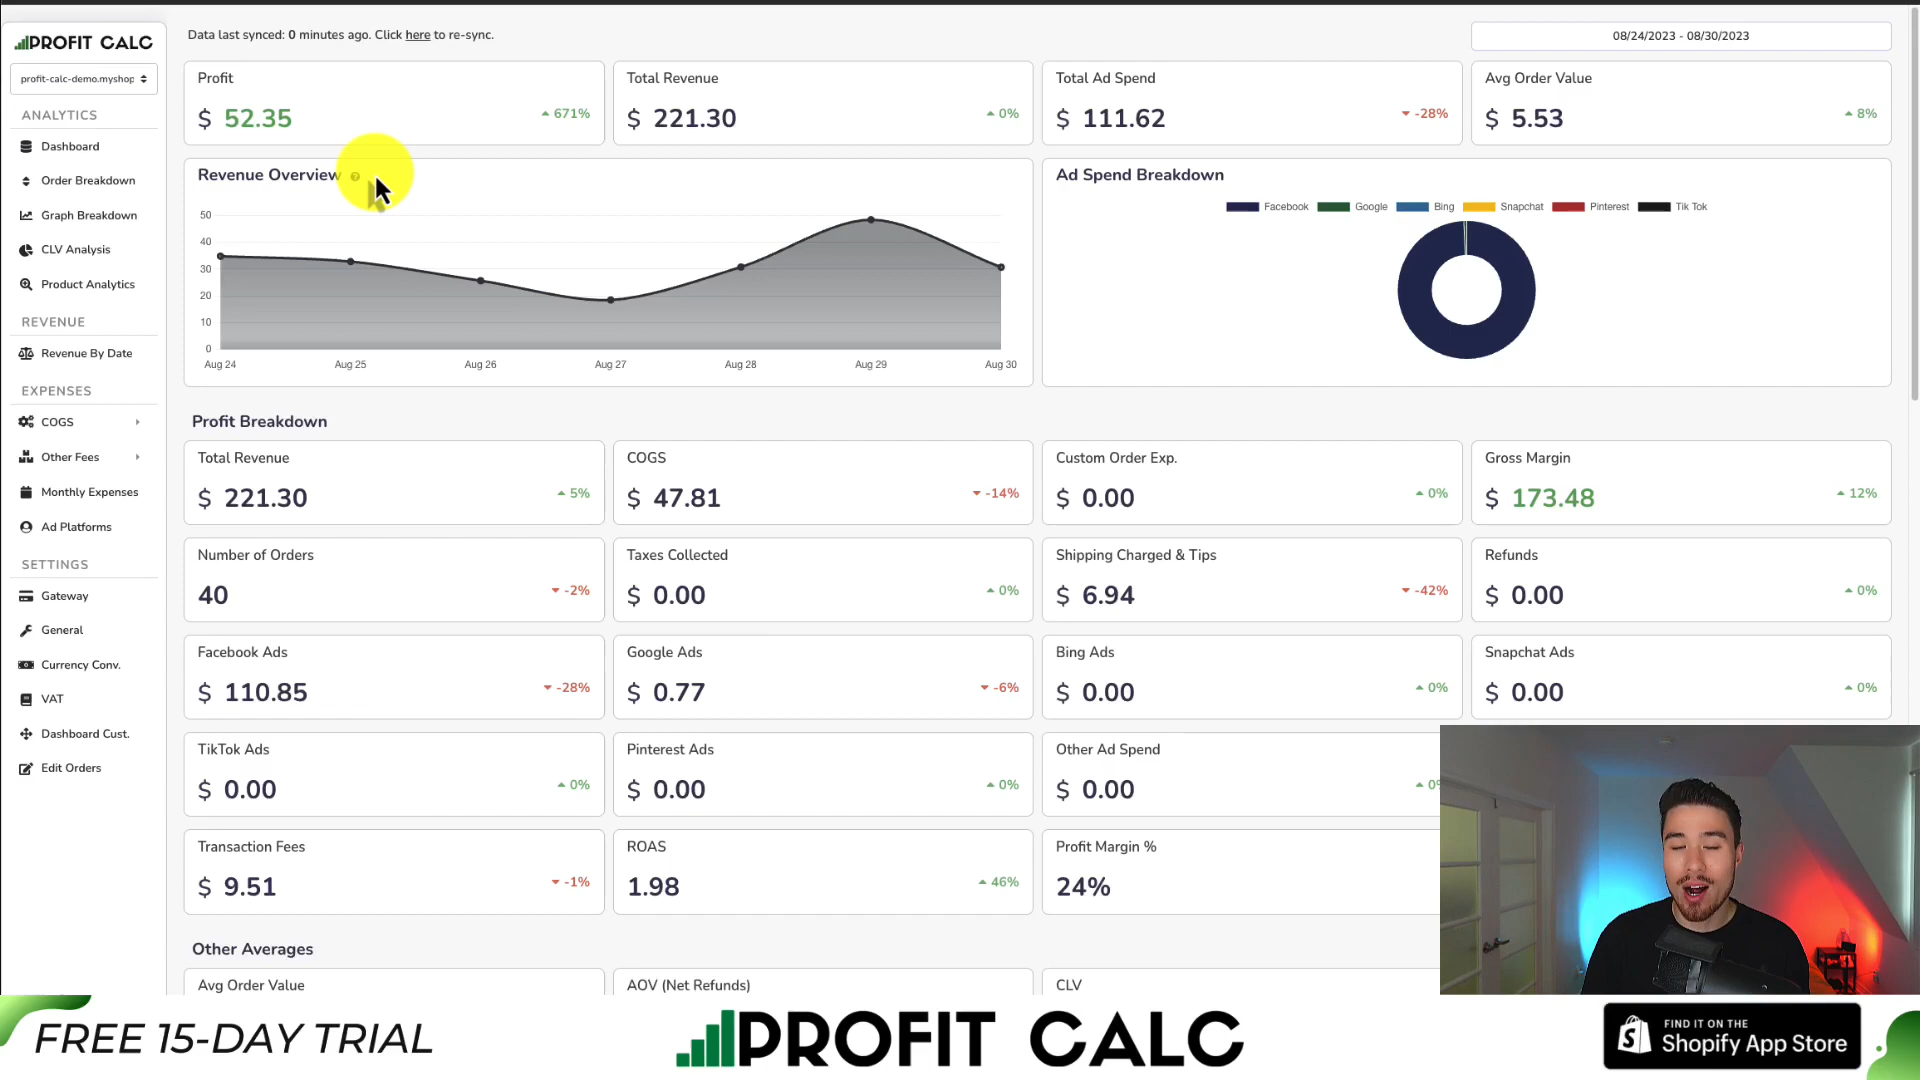 PROFIT CALC
profit-calc-demo.myshop
ANALYTICS
Dashboard
Order Breakdown
Graph Breakdown
CLV Analysis
Product Analytics
REVENUE
Revenue By Date
EXPENSES
COGS
Other Fees
Monthly Expenses
Ad Platforms
SETTINGS
Gateway
General
Currency Conv.
VAT
Dashboard Cust.
Edit Orders
Data last synced: 0 minutes ago. Click here to re-sync.
08/24/2023 - 08/30/2023
Profit
$ 52.35 671%
Total Revenue
$ 221.30 0%
Total Ad Spend
$ 111.62 -28%
Avg Order Value
$ 5.53 8%
Revenue Overview
50
40
30
20
10
0
Aug 24 Aug 25 Aug 26 Aug 27 Aug 28 Aug 29 Aug 30
Ad Spend Breakdown
Facebook Google Bing Snapchat Pinterest Tik Tok
Profit Breakdown
Total Revenue
$ 221.30 5%
COGS
$ 47.81 -14%
Custom Order Exp.
$ 0.00 0%
Gross Margin
$ 173.48 12%
Number of Orders
40 -2%
Taxes Collected
$ 0.00 0%
Shipping Charged & Tips
$ 6.94 -42%
Refunds
$ 0.00 0%
Facebook Ads
$ 110.85 -28%
Google Ads
$ 0.77 -6%
Bing Ads
$ 0.00 0%
Snapchat Ads
$ 0.00 0%
TikTok Ads
$ 0.00 0%
Pinterest Ads
$ 0.00 0%
Other Ad Spend
$ 0.00 0%
Transaction Fees
$ 9.51 -1%
ROAS
1.98 46%
Profit Margin %
24%
Other Averages
Avg Order Value
AOV (Net Refunds)
CLV
FREE 15-DAY TRIAL
PROFIT CALC
FIND IT ON THE
Shopify App Store